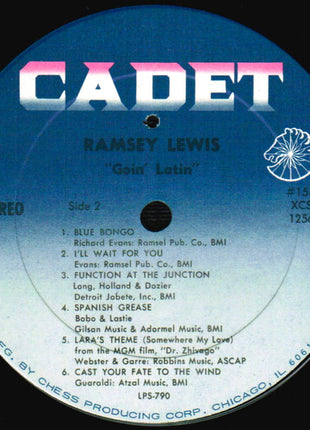 CADET
RAMSEY LEWIS
"Goin' Latin"
REO
Side 2
#15
XCS
125
1. BLUE BONGO
Richard Evans: Ramsel Pub. Co., BMI
2. I'LL WAIT FOR YOU
Evans: Ramsel Pub. Co., BMI
3. FUNCTION AT THE JUNCTION
Long, Holland & Dozier
Detroit Jobete, Inc., BMI
4. SPANISH GREASE
Bobo & Lastie
Gilsan Music & Adarmel Music, BMI
5. LARA'S THEME (Somewhere My Love)
from the MGM film, "Dr. Zhivago"
Webster & Garre: Robbins Music, ASCAP
6. CAST YOUR FATE TO THE WIND
Guaraldi: Atzal Music, BMI
LPS-790
MFG. BY CHESS PRODUCING CORP. CHICAGO, IL 6061